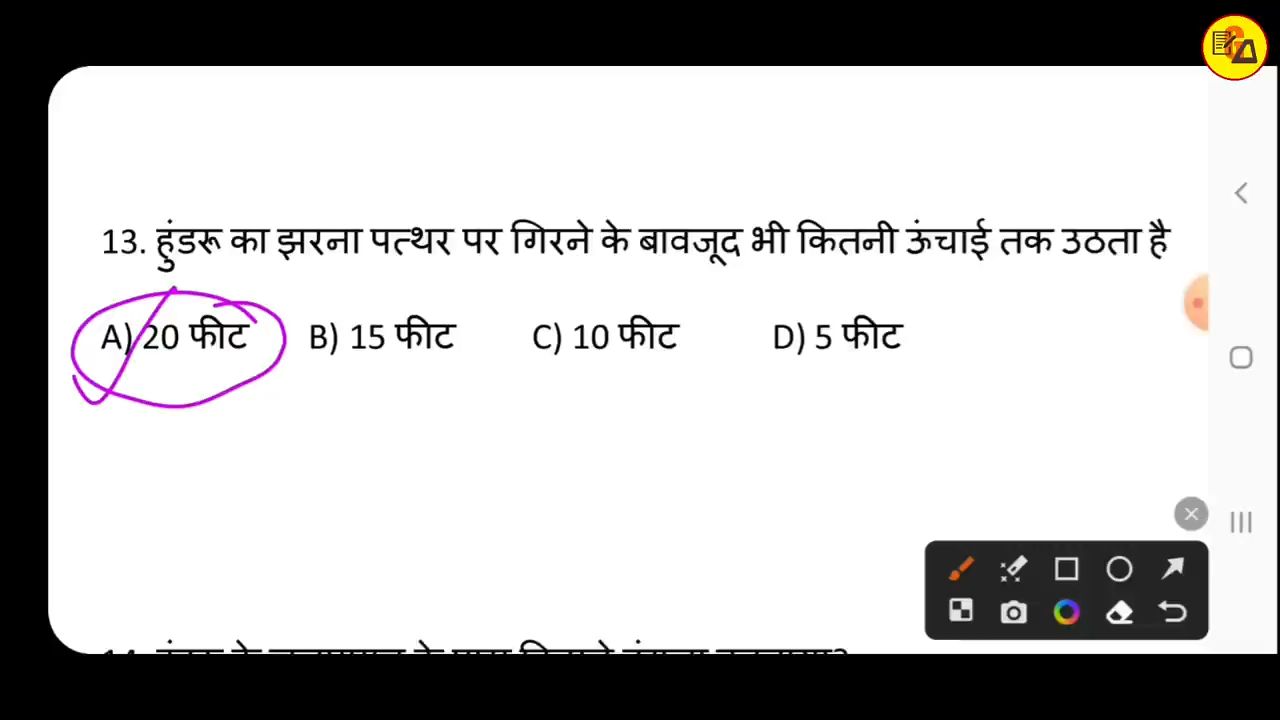 13. हुंडरू का झरना पत्थर पर गिरने के बावजूद भी कितनी ऊंचाई तक उठता है
A) 20 फीट B) 15 फीट C) 10 फीट D) 5 फीट